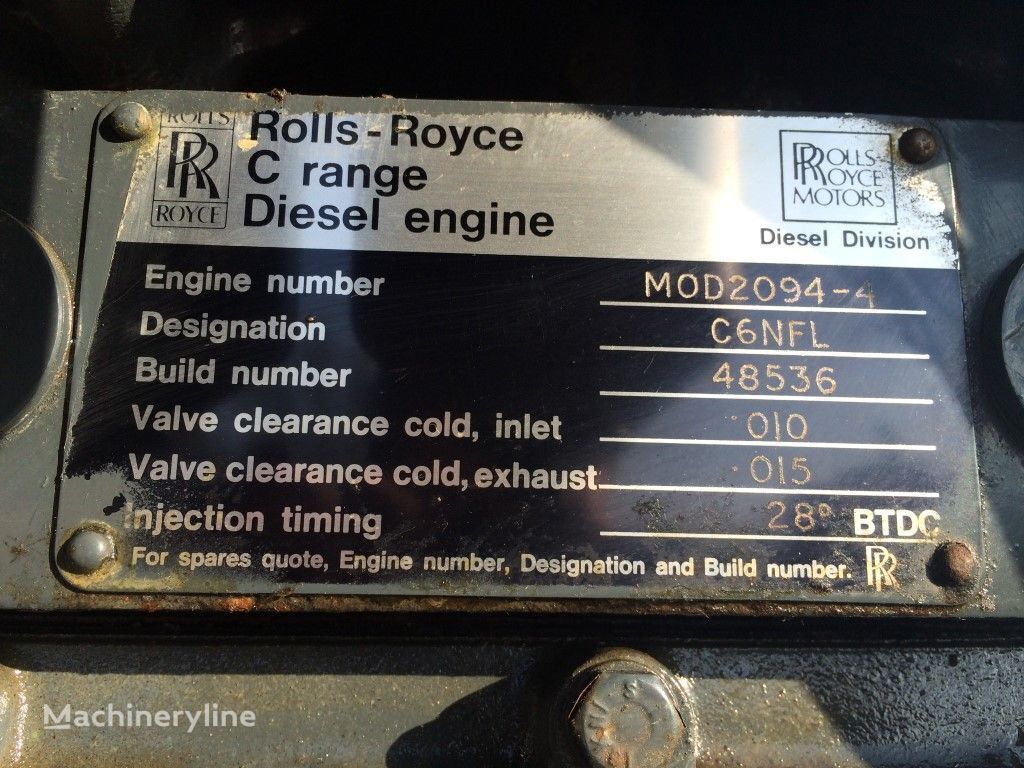 ROLLS
RR
ROYCE
Rolls-Royce
C range
Diesel engine
ROLLS-
ROYCE
MOTORS
Diesel Division
Engine number MOD2094-4
Designation C6NFL
Build number 48536
Valve clearance cold, inlet ·010
Valve clearance cold, exhaust ·015
Injection timing 28° BTDC
For spares quote, Engine number, Designation and Build number. RR
Machineryline